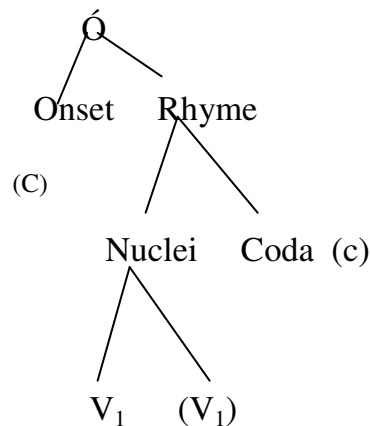 Ó
Onset Rhyme
(C)
Nuclei Coda (c)
V₁ (V₁)